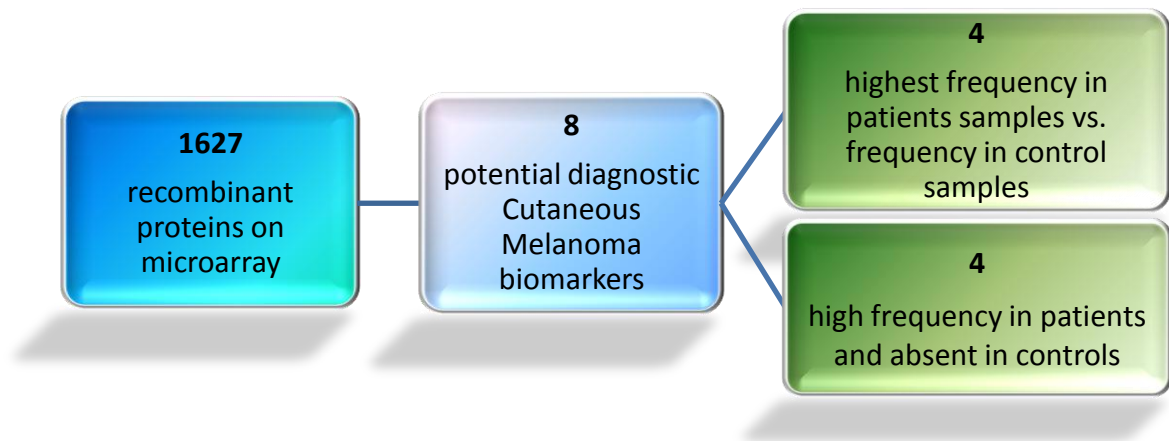 1627
recombinant
proteins on
microarray
8
potential diagnostic
Cutaneous
Melanoma
biomarkers
4
highest frequency in
patients samples vs.
frequency in control
samples
4
high frequency in patients
and absent in controls